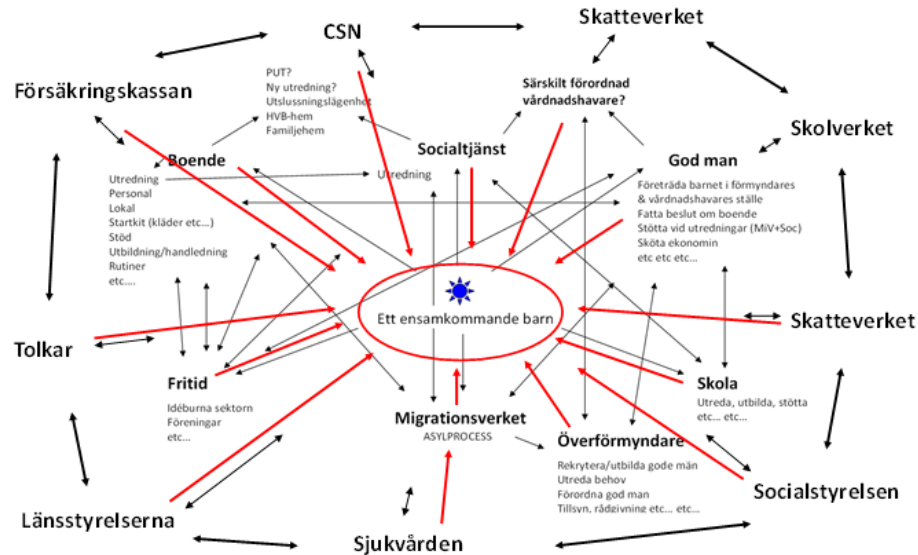 CSN
Skatteverket
Försäkringskassan
PUT?
Ny utredning?
Utslussningslägenhet
HVB-hem
Familjehem
Särskilt förordnad
vårdnadshavare?
Skolverket
Boende
Utredning
Personal
Lokal
Startkit (kläder etc...)
Stöd
Utbildning/handledning
Rutiner
etc....
Socialtjänst
Utredning
God man
Företräda barnet i förmyndares
& vårdnadshavares ställe
Fatta beslut om boende
Stötta vid utredningar (MiV+Soc)
Sköta ekonomin
etc etc etc...
Ett ensamkommande barn
Skatteverket
Tolkar
Fritid
Idéburna sektorn
Föreningar
etc...
Migrationsverket
ASYLPROCESS
Skola
Utreda, utbilda, stötta
etc... etc...
Överförmyndare
Rekrytera/utbilda gode män
Utreda behov
Förordna god man
Tillsyn, rådgivning etc... etc...
Socialstyrelsen
Länsstyrelserna
Sjukvården